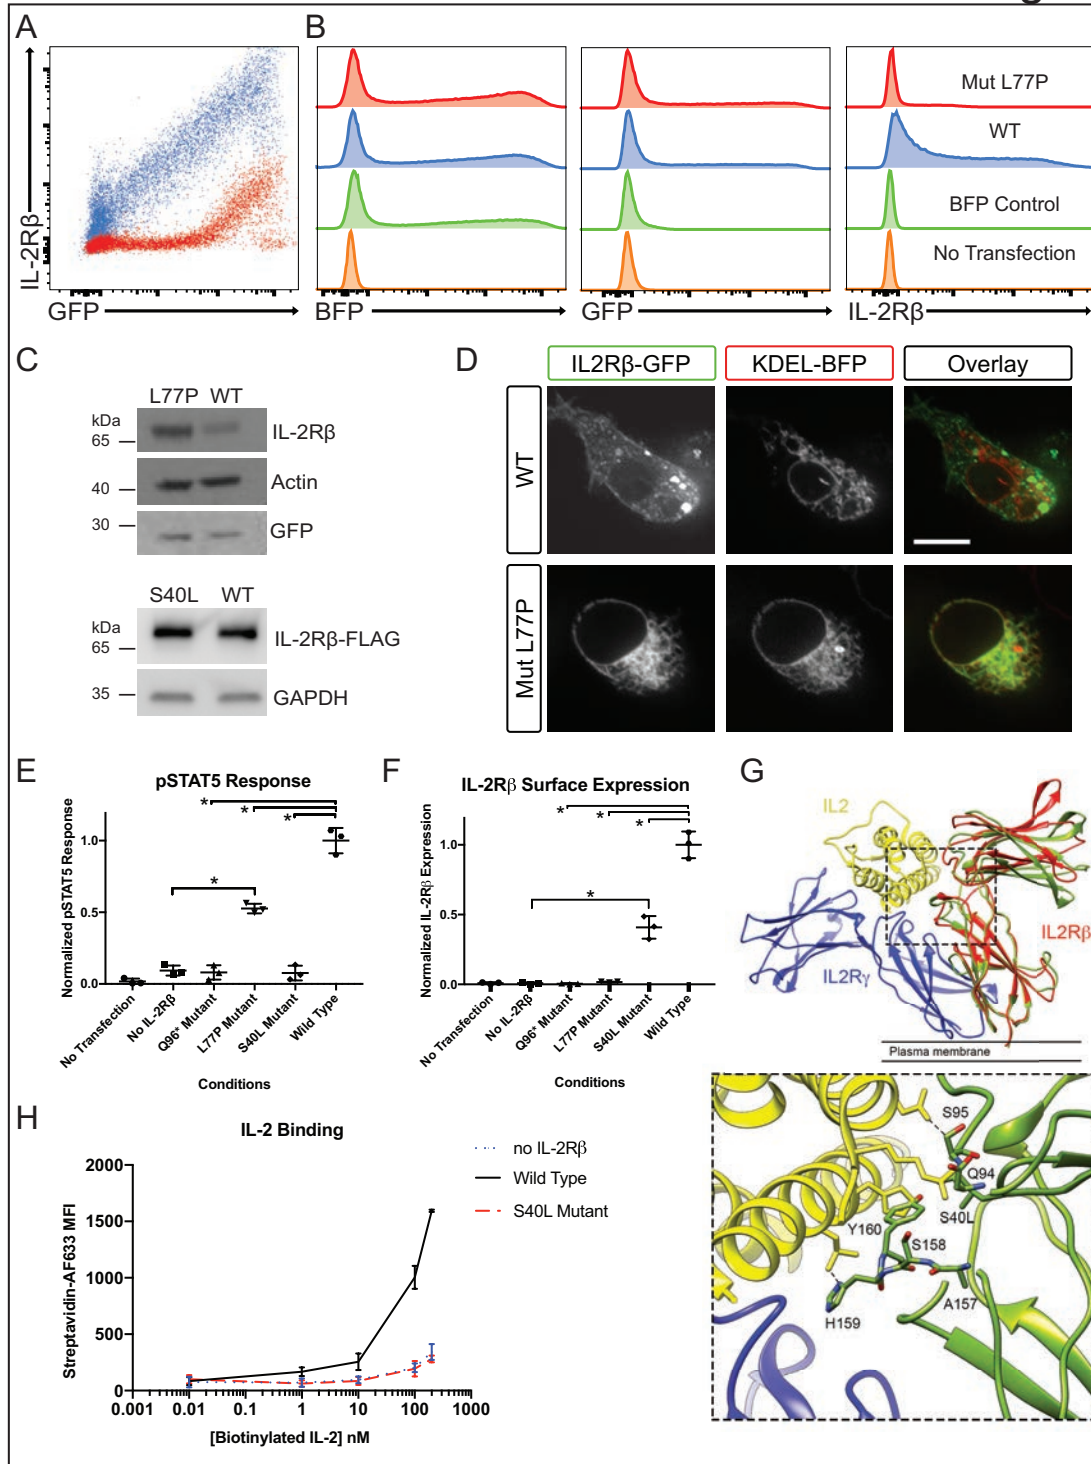 A
IL-2Rβ
GFP
B
Mut L77P
WT
BFP Control
No Transfection
BFP
GFP
IL-2Rβ
C
L77P WT
kDa
65
IL-2Rβ
40
Actin
30
GFP
S40L WT
kDa
65
IL-2Rβ-FLAG
35
GAPDH
D
IL2Rβ-GFP
KDEL-BFP
Overlay
WT
Mut L77P
E
pSTAT5 Response
Normalized pSTAT5 Response
1.0
0.5
0.0
*
*
*
*
No Transfection
No IL-2Rβ
Q96* Mutant
L77P Mutant
S40L Mutant
Wild Type
Conditions
F
IL-2Rβ Surface Expression
Normalized IL-2Rβ Expression
1.0
0.5
0.0
*
*
*
*
No Transfection
No IL-2Rβ
Q96* Mutant
L77P Mutant
S40L Mutant
Wild Type
Conditions
G
IL2
IL2Rβ
IL2Rγ
Plasma membrane
S95
Q94
S40L
Y160
S158
A157
H159
H
IL-2 Binding
Streptavidin-AF633 MFI
2000
1500
1000
500
0
0.001 0.01 0.1 1 10 100 1000
[Biotinylated IL-2] nM
no IL-2Rβ
Wild Type
S40L Mutant